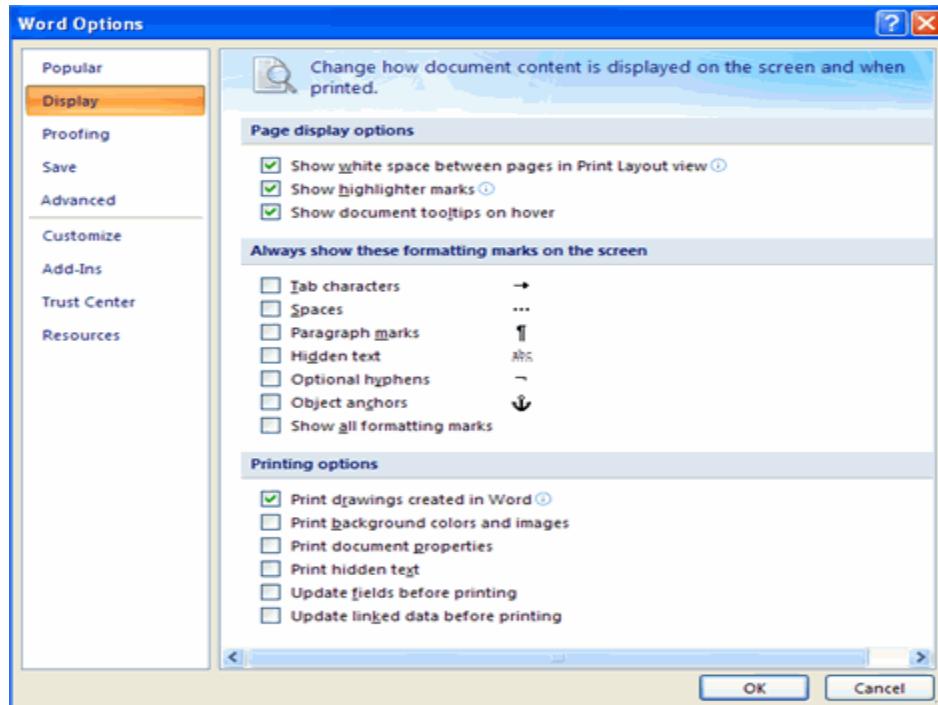 Word Options
Popular
Display
Proofing
Save
Advanced
Customize
Add-Ins
Trust Center
Resources
Change how document content is displayed on the screen and when
printed.
Page display options
Show white space between pages in Print Layout view
Show highlighter marks
Show document tooltips on hover
Always show these formatting marks on the screen
Tab characters →
Spaces ...
Paragraph marks ¶
Hidden text abc
Optional hyphens ¬
Object anchors
Show all formatting marks
Printing options
Print drawings created in Word
Print background colors and images
Print document properties
Print hidden text
Update fields before printing
Update linked data before printing
OK Cancel